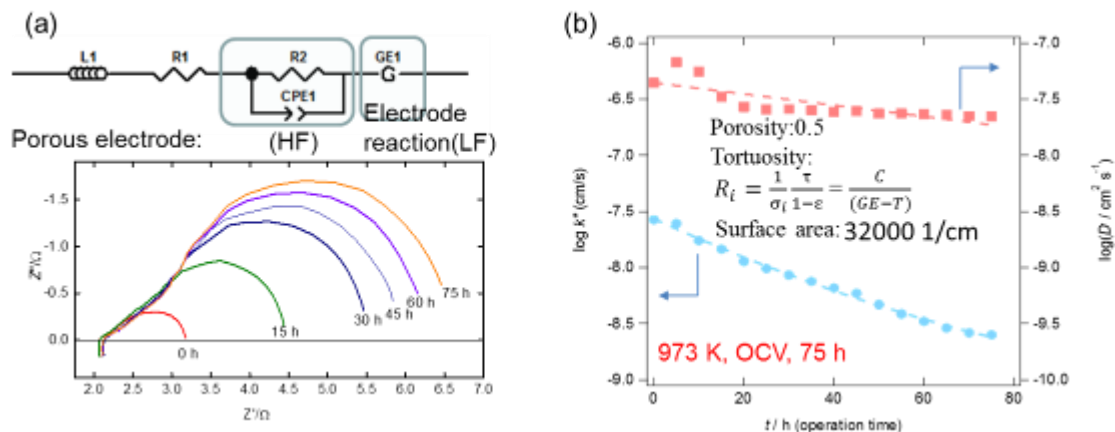 (a)
L1
R1
R2
GE1
G
CPE1
Porous electrode:
(HF)
Electrode
reaction(LF)
-1.5
-1.0
-0.5
0.0
Z"/Ω
0 h
15 h
30 h
45 h
60 h
75 h
2.0 2.5 3.0 3.5 4.0 4.5 5.0 5.5 6.0 6.5 7.0
Z'/Ω
(b)
-6.0
-6.5
-7.0
-7.5
-8.0
-8.5
-9.0
log k* (cm/s)
-7.0
-7.5
-8.0
-8.5
-9.0
-9.5
-10.0
log(D / cm² s⁻¹)
Porosity:0.5
Tortuosity:
R_i = 1/σ_i τ/1−ε = C/(GE−T)
Surface area: 32000 1/cm
973 K, OCV, 75 h
0 20 40 60 80
t / h (operation time)